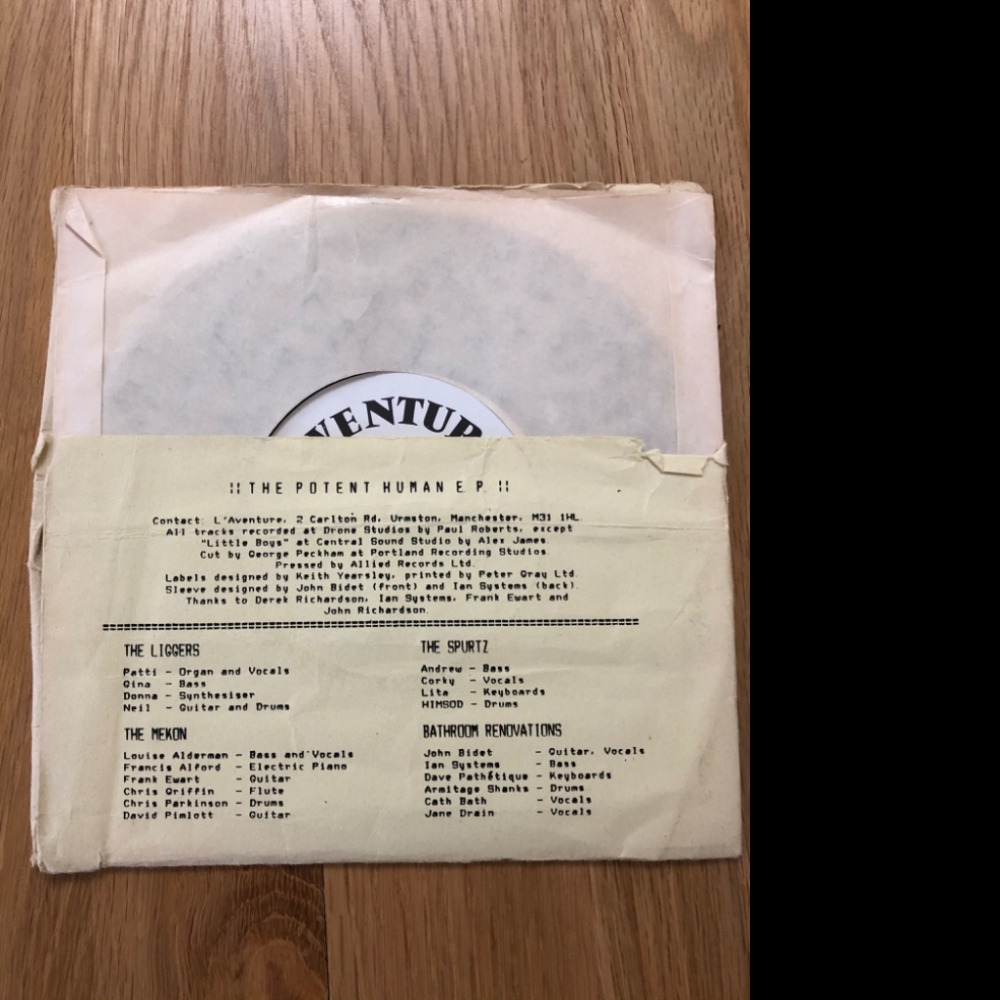 VENTUR
!! THE POTENT HUMAN E.P. !!
Contact: L'Aventure, 2 Carlton Rd, Urmston, Manchester, M31 1HL.
All tracks recorded at Drone Studios by Paul Roberts, except
"Little Boys" at Central Sound Studio by Alex James.
Cut by George Peckham at Portland Recording Studios.
Pressed by Allied Records Ltd.
Labels designed by Keith Yearsley, printed by Peter Gray Ltd.
Sleeve designed by John Bidet (front) and Ian Systems (back).
Thanks to Derek Richardson, Ian Systems, Frank Ewart and
John Richardson.
THE LIGGERS
Patti - Organ and Vocals
Gina - Bass
Donna - Synthesiser
Neil - Guitar and Drums
THE SPURTZ
Andrew - Bass
Corky - Vocals
Lita - Keyboards
HIMSOD - Drums
THE MEKON
Louise Alderman - Bass and Vocals
Francis Alford - Electric Piano
Frank Ewart - Guitar
Chris Griffin - Flute
Chris Parkinson - Drums
David Pimlott - Guitar
BATHROOM RENOVATIONS
John Bidet - Guitar, Vocals
Ian Systems - Bass
Dave Pathétique - Keyboards
Armitage Shanks - Drums
Cath Bath - Vocals
Jane Drain - Vocals